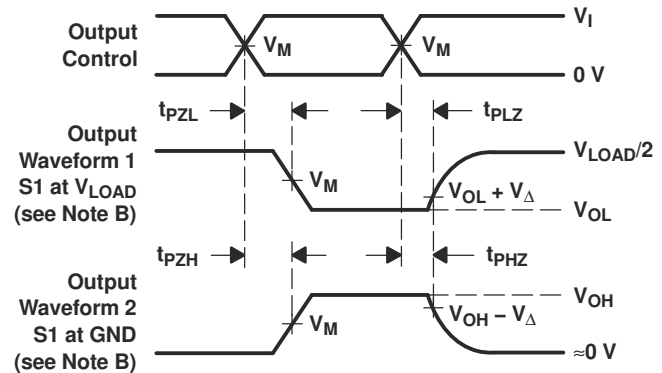 Output
Control
V_M
V_M
V_I
0 V
t_PZL
t_PLZ
Output
Waveform 1
S1 at V_LOAD
(see Note B)
V_M
V_LOAD/2
V_OL + V_Δ
V_OL
t_PZH
t_PHZ
Output
Waveform 2
S1 at GND
(see Note B)
V_M
V_OH
V_OH − V_Δ
≈0 V